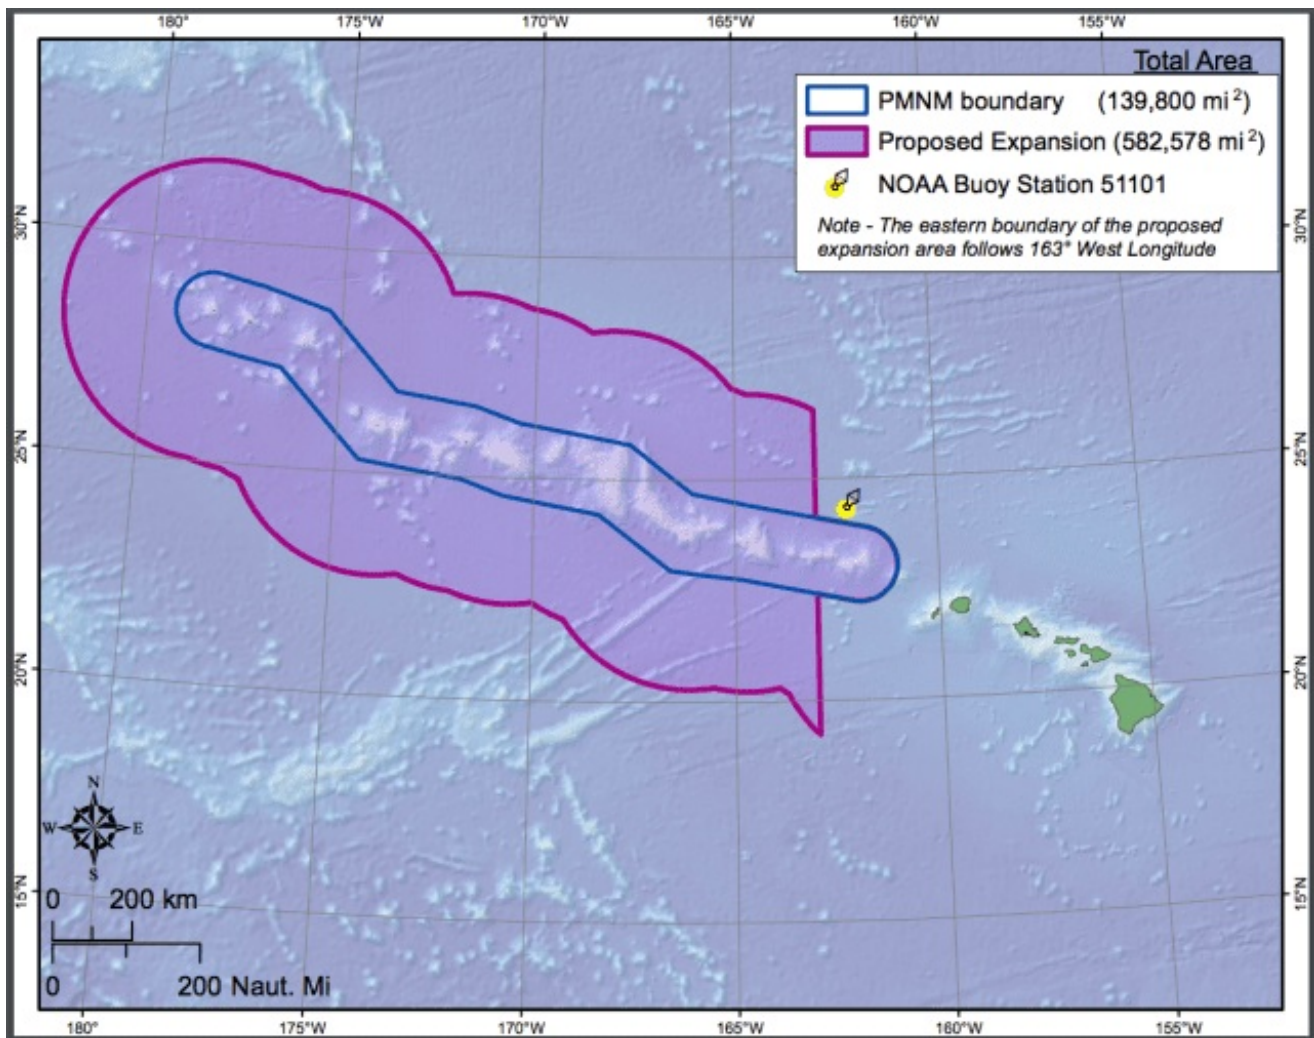 180° 175°W 170°W 165°W 160°W 155°W
Total Area
PMNM boundary (139,800 mi²)
Proposed Expansion (582,578 mi²)
NOAA Buoy Station 51101
Note - The eastern boundary of the proposed
expansion area follows 163° West Longitude
30°N 30°N
25°N 25°N
20°N 20°N
N
W E
S
15°N 15°N
0 200 km
0 200 Naut. Mi
180° 175°W 170°W 165°W 160°W 155°W